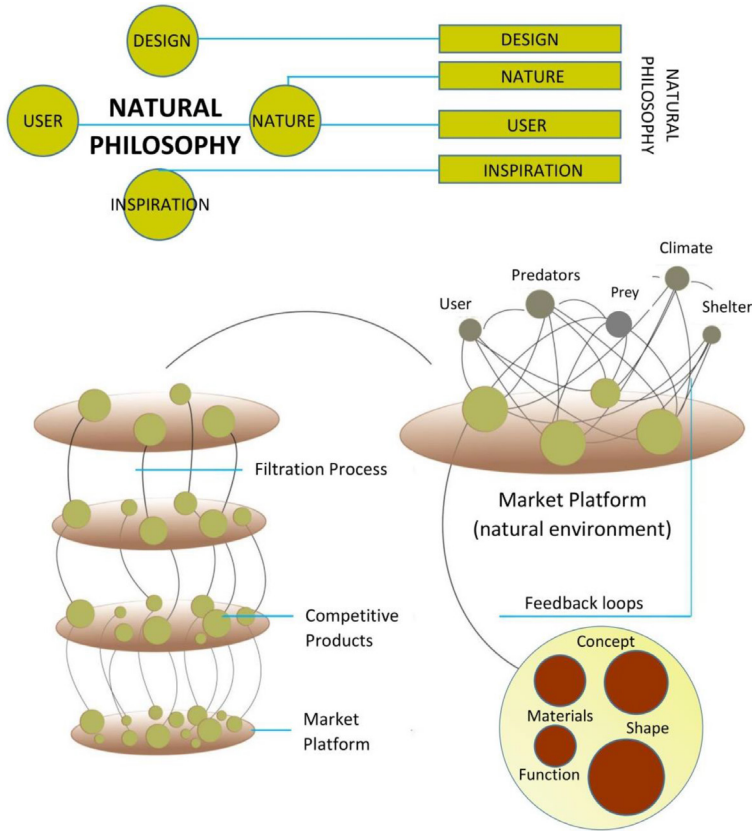 DESIGN
DESIGN
NATURE
USER
NATURAL
PHILOSOPHY
NATURE
USER
INSPIRATION
INSPIRATION
NATURAL
PHILOSOPHY
Climate
Predators
Prey
User
Shelter
Filtration Process
Market Platform
(natural environment)
Feedback loops
Competitive
Products
Concept
Materials
Shape
Market
Platform
Function